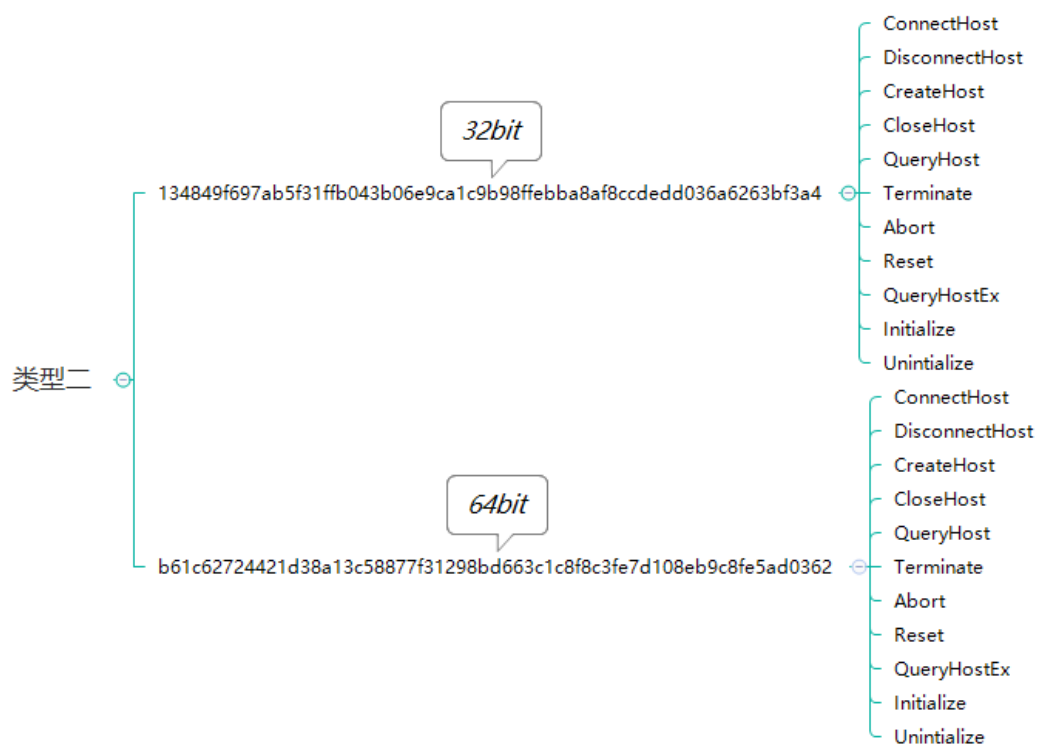 类型二
32bit
134849f697ab5f31ffb043b06e9ca1c9b98ffebba8af8ccdedd036a6263bf3a4
ConnectHost
DisconnectHost
CreateHost
CloseHost
QueryHost
Terminate
Abort
Reset
QueryHostEx
Initialize
Unintialize
64bit
b61c62724421d38a13c58877f31298bd663c1c8f8c3fe7d108eb9c8fe5ad0362
ConnectHost
DisconnectHost
CreateHost
CloseHost
QueryHost
Terminate
Abort
Reset
QueryHostEx
Initialize
Unintialize